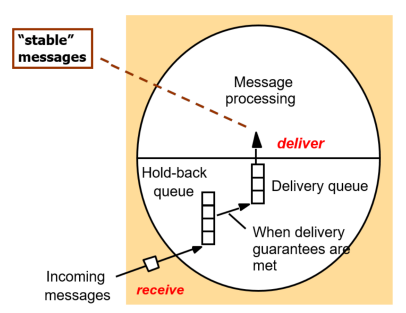 “stable”
messages
Message
processing
deliver
Hold-back
queue
Delivery queue
When delivery
guarantees are
met
Incoming
messages
receive